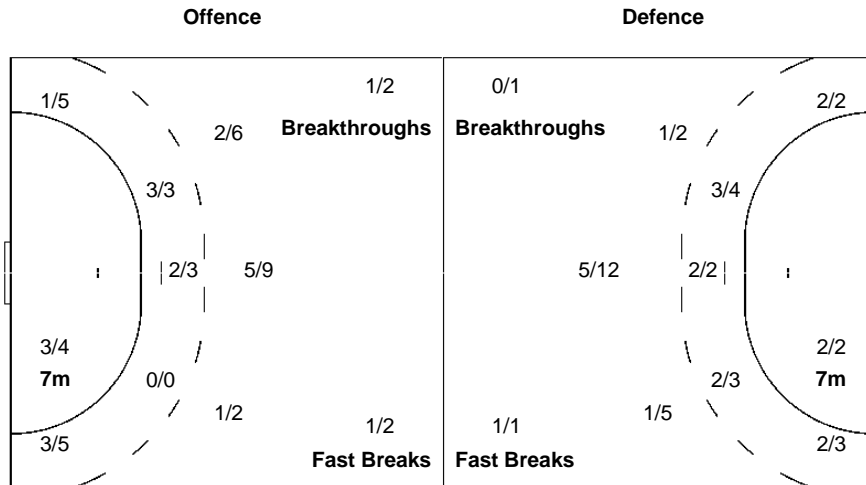 Offence Defence
1/2 0/1
1/5 2/2
2/6 Breakthroughs Breakthroughs 1/2
3/3 3/4
2/3 5/9 5/12 2/2
3/4 2/2
7m 0/0 2/3 7m
1/2 1/5
1/2 1/1
3/5 2/3
Fast Breaks Fast Breaks